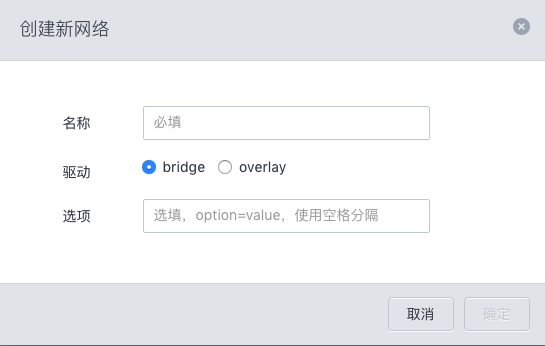 创建新网络
名称 必填
驱动 bridge overlay
选项 选填，option=value，使用空格分隔
取消 确定